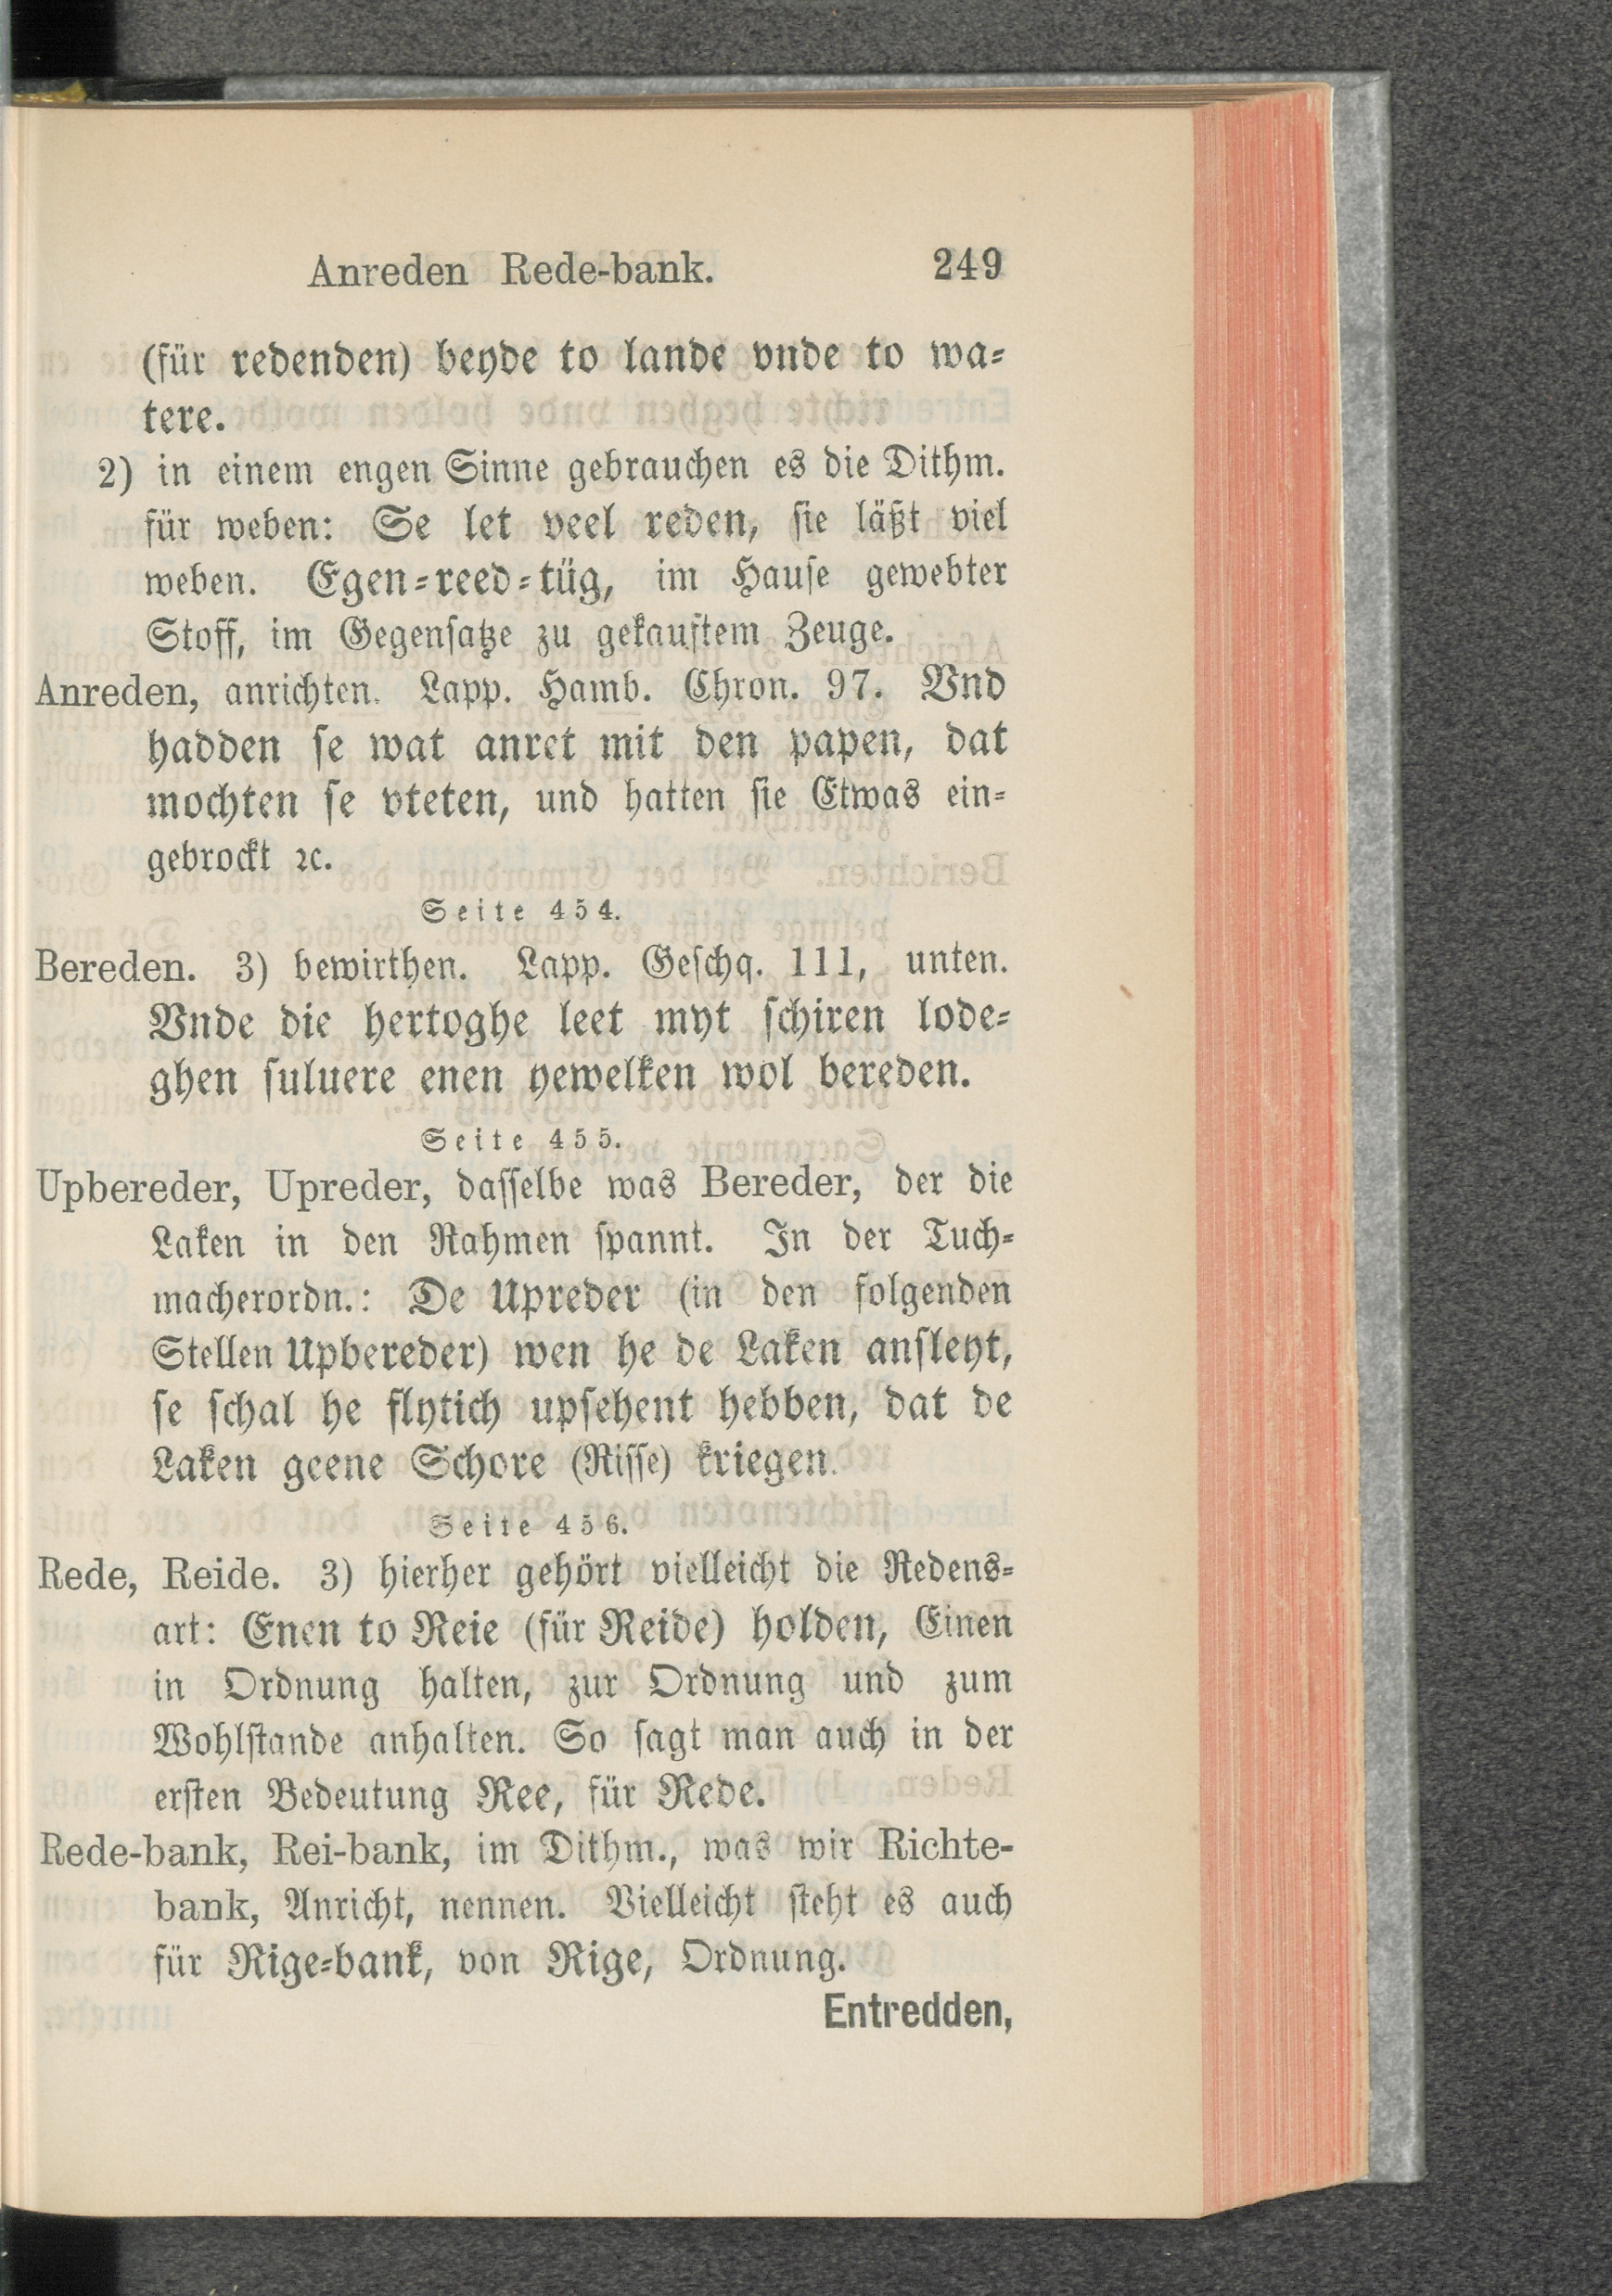 Anreden Rede-bank. 249
(für redenden) beyde to lande vnde to wa-
tere.
2) in einem engen Sinne gebrauchen es die Dithm.
für weben: Se let veel reden, sie läßt viel
weben. Egen-reed-tüg, im Hause gewebter
Stoff, im Gegensatze zu gekauftem Zeuge.
Anreden, anrichten. Lapp. Hamb. Chron. 97. Vnd
hadden se wat anret mit den papen, dat
mochten se vteten, und hatten sie Etwas ein-
gebrockt ꝛc.
Seite 454.
Bereden. 3) bewirthen. Lapp. Geschq. 111, unten.
Vnde die hertoghe leet myt schiren lode-
ghen suluere enen yewelken wol bereden.
Seite 455.
Upbereder, Upreder, dasselbe was Bereder, der die
Laken in den Rahmen spannt. In der Tuch-
macherordn.: De Upreder (in den folgenden
Stellen Upbereder) wen he de Laken ansleyt,
se schal he flytich upsehent hebben, dat de
Laken geene Schore (Risse) kriegen.
Seite 456.
Rede, Reide. 3) hierher gehört vielleicht die Redens-
art: Enen to Reie (für Reide) holden, Einen
in Ordnung halten, zur Ordnung und zum
Wohlstande anhalten. So sagt man auch in der
ersten Bedeutung Ree, für Rede.
Rede-bank, Rei-bank, im Dithm., was wir Richte-
bank, Anricht, nennen. Vielleicht steht es auch
für Rige-bank, von Rige, Ordnung.
Entredden,